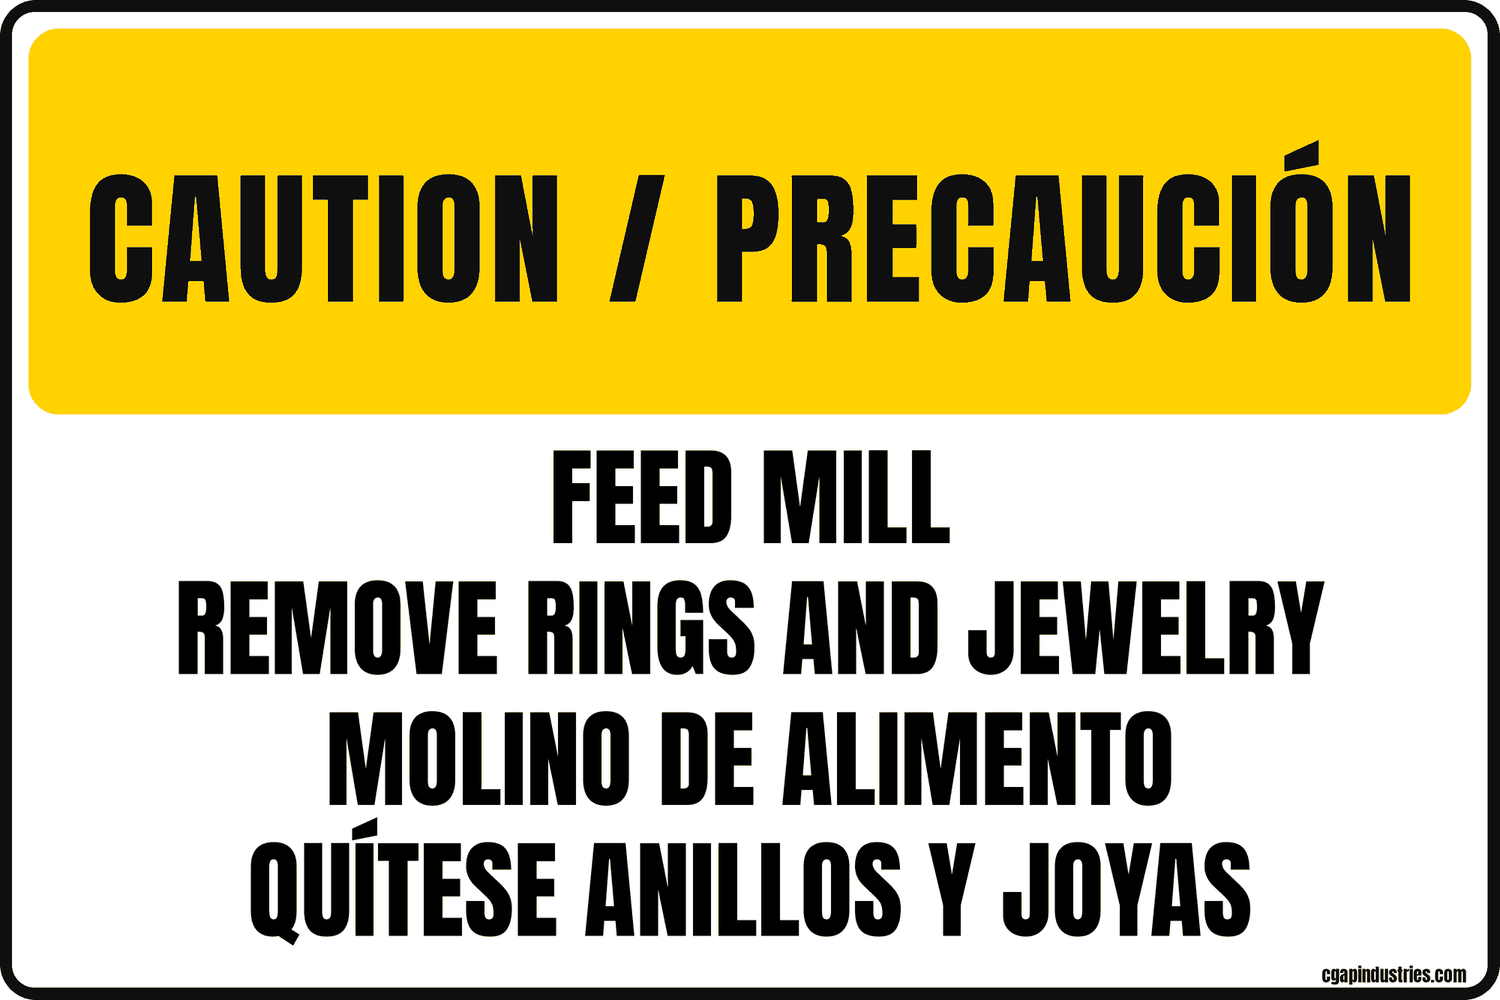 CAUTION / PRECAUCIÓN
FEED MILL
REMOVE RINGS AND JEWELRY
MOLINO DE ALIMENTO
QUÍTESE ANILLOS Y JOYAS
cgapindustries.com